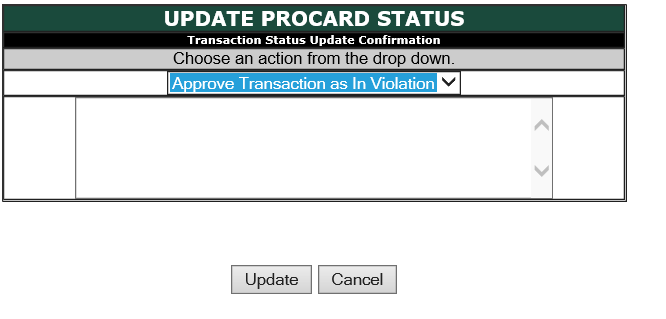 UPDATE PROCARD STATUS
Transaction Status Update Confirmation
Choose an action from the drop down.
Approve Transaction as In Violation
Update Cancel